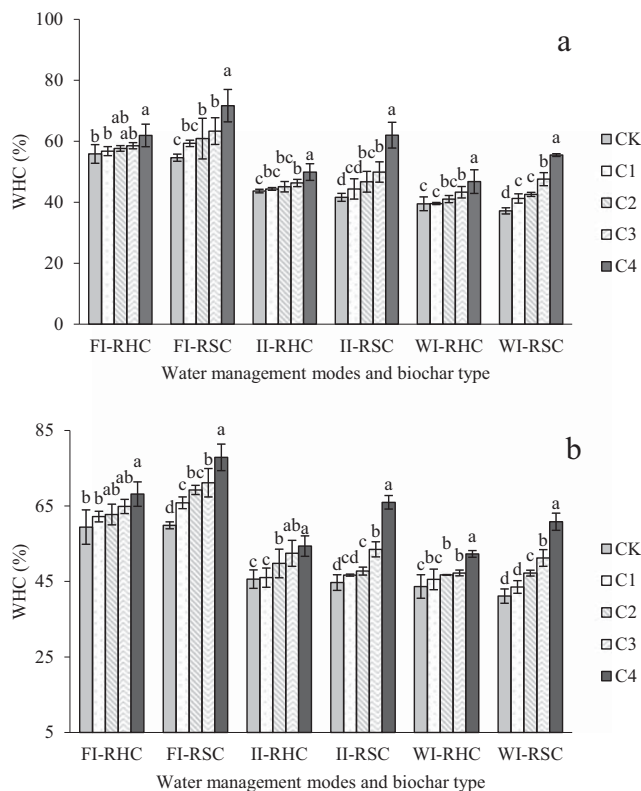 100
a
80
a
a
b
b
ab
b
b
ab
a
c
a
60
b
c
bc
bc
b
a
d
cd
bc
b
c
c
bc
b
a
d
c
c
b
a
WHC (%)
40
20
0
FI-RHC FI-RSC II-RHC II-RSC WI-RHC WI-RSC
Water management modes and biochar type
CK
C1
C2
C3
C4
85
b
a
b b ab ab a
d c bc b a
65
c c b ab a
d cd c b a
c bc b b a
d d c b a
WHC (%)
45
25
5
FI-RHC FI-RSC II-RHC II-RSC WI-RHC WI-RSC
Water management modes and biochar type
CK
C1
C2
C3
C4